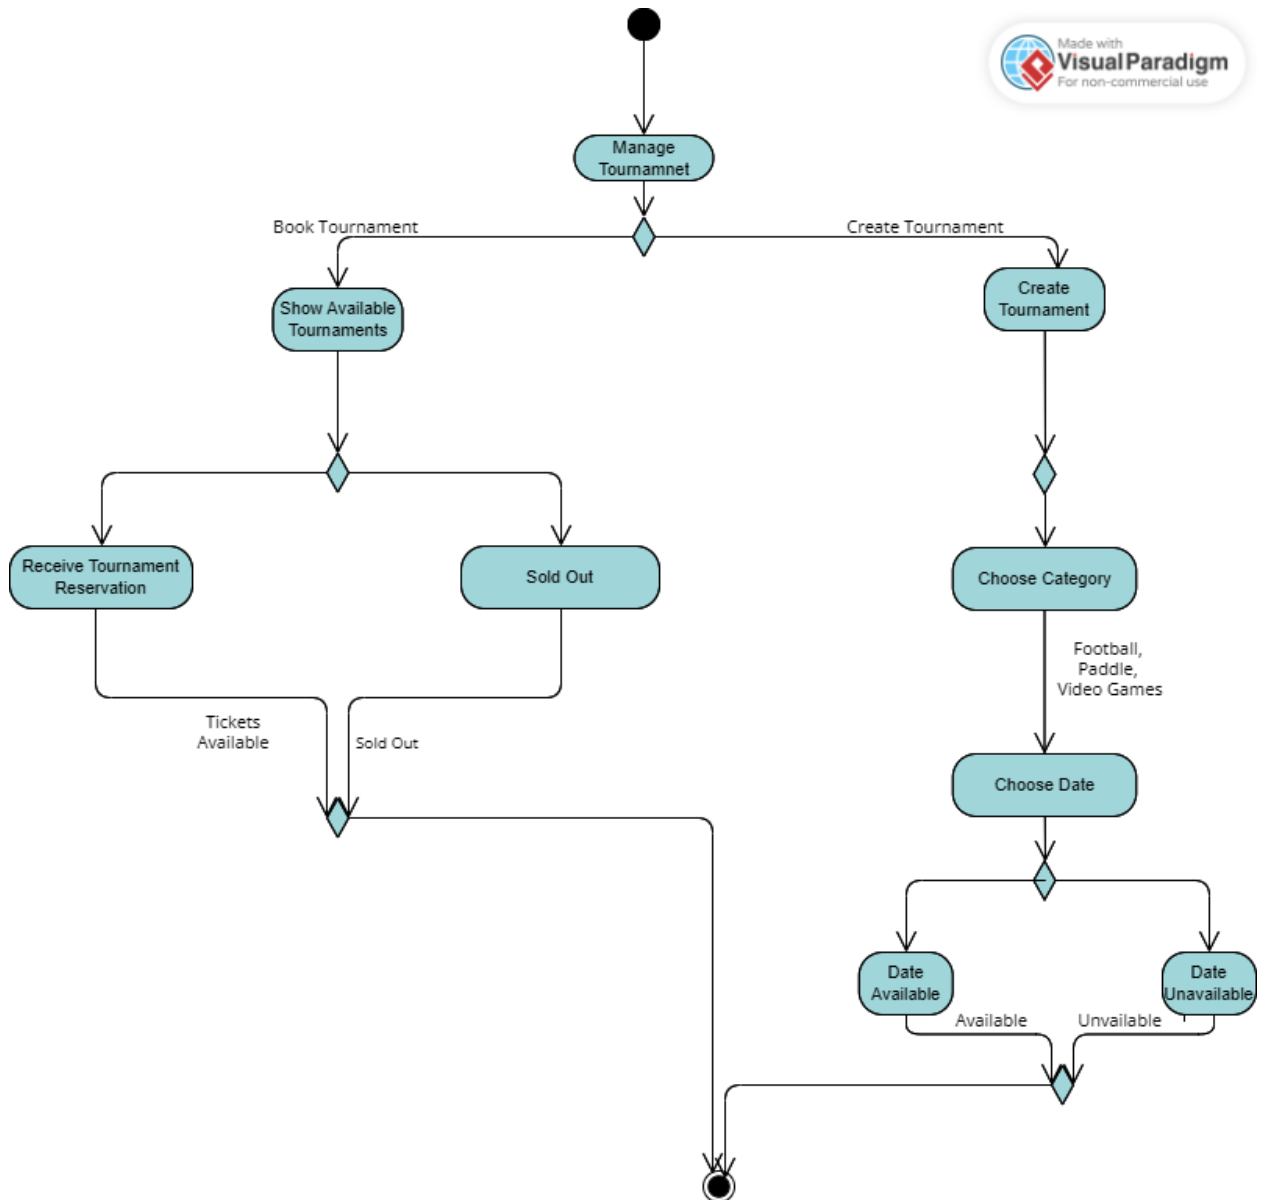 Made with
Visual Paradigm
For non-commercial use
Manage
Tournamnet
Book Tournament
Create Tournament
Show Available
Tournaments
Create
Tournament
Receive Tournament
Reservation
Sold Out
Choose Category
Football,
Paddle,
Video Games
Tickets
Available
Sold Out
Choose Date
Date
Available
Date
Unavailable
Available
Unvailable